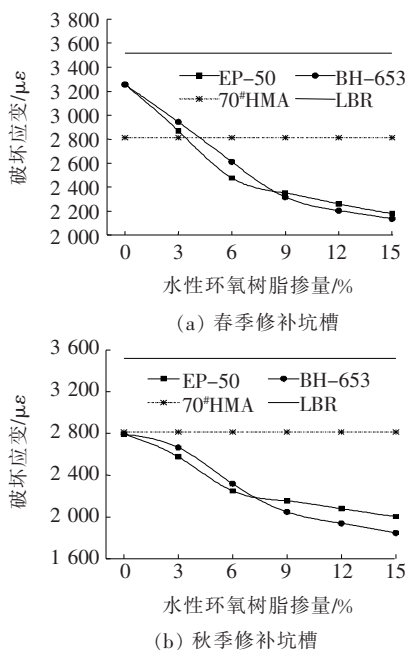 3 800
3 600
3 400
3 200
3 000
2 800
2 600
2 400
2 200
2 000
破坏应变/με
EP-50 BH-653
70#HMA LBR
0 3 6 9 12 15
水性环氧树脂掺量/%
(a) 春季修补坑槽
3 600
3 200
2 800
2 400
2 000
1 600
破坏应变/με
EP-50 BH-653
70#HMA LBR
0 3 6 9 12 15
水性环氧树脂掺量/%
(b) 秋季修补坑槽